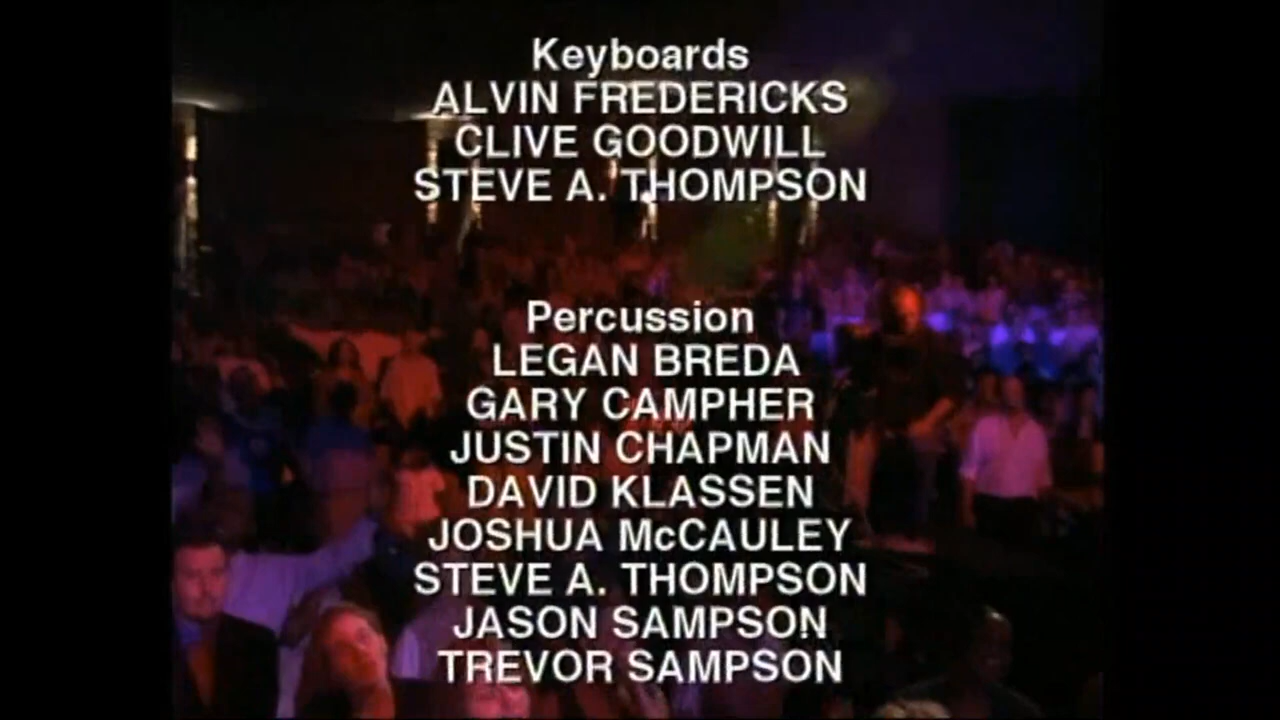 Keyboards
ALVIN FREDERICKS
CLIVE GOODWILL
STEVE A. THOMPSON
Percussion
LEGAN BREDA
GARY CAMPHER
JUSTIN CHAPMAN
DAVID KLASSEN
JOSHUA McCAULEY
STEVE A. THOMPSON
JASON SAMPSON
TREVOR SAMPSON